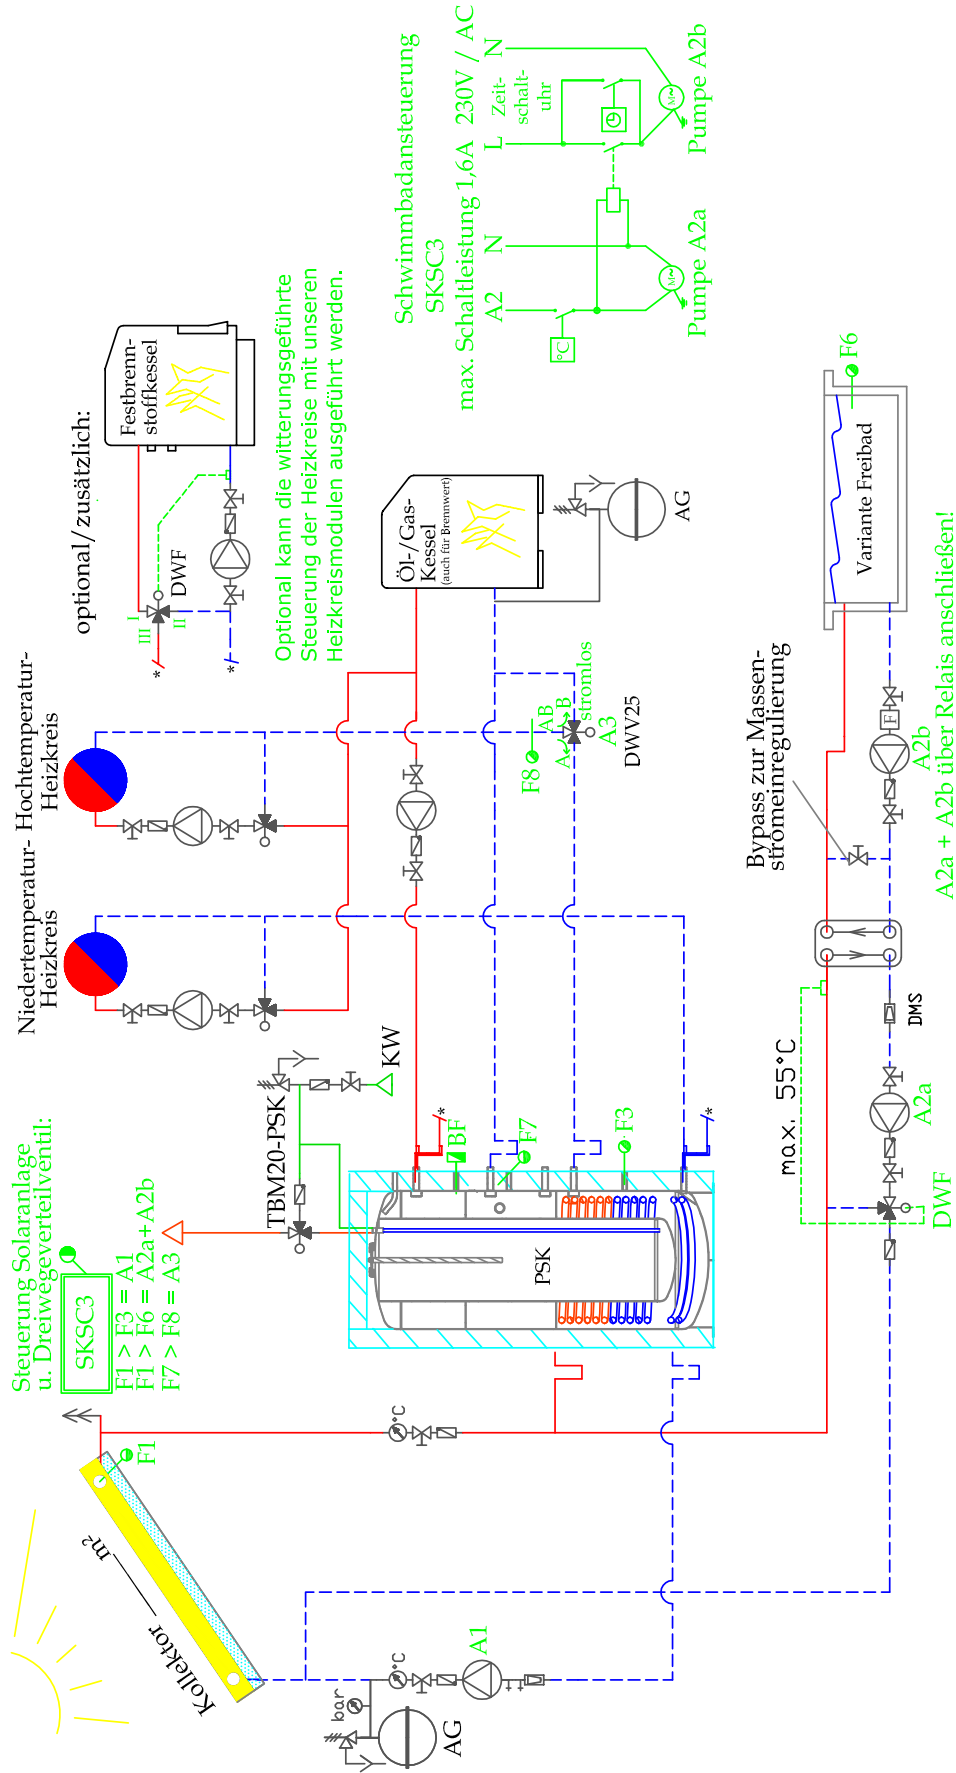 Steuerung Solaranlage
u. Dreiwegeverteilventil:
SKSC3
F1 > F3 = A1
F1 > F6 = A2a+A2b
F7 > F8 = A3
F1
Kollektor
m²
bar
°C
AG
A1
°C
Niedertemperatur-
Heizkreis
Hochtemperatur-
Heizkreis
TBM20-PSK
KW
PSK
BF
F7
F3
*
*
optional/zusätzlich:
Festbrenn-
stoffkessel
DWF
I
II
III
*
*
Optional kann die witterungsgeführte
Steuerung der Heizkreise mit unseren
Heizkreismodulen ausgeführt werden.
Öl-/Gas-
Kessel
(auch für Brennwert)
AG
F8
AB
A
B
stromlos
A3
DWV25
Schwimmbadansteuerung
SKSC3
max. Schaltleistung 1,6A 230V / AC
A2
N
L
N
Zeit-
schalt-
uhr
°C
M~
M~
Pumpe A2a
Pumpe A2b
F6
Variante Freibad
Bypass zur Massen-
stromeinregulierung
F
A2b
A2a + A2b über Relais anschließen!
max. 55°C
DMS
A2a
DWF